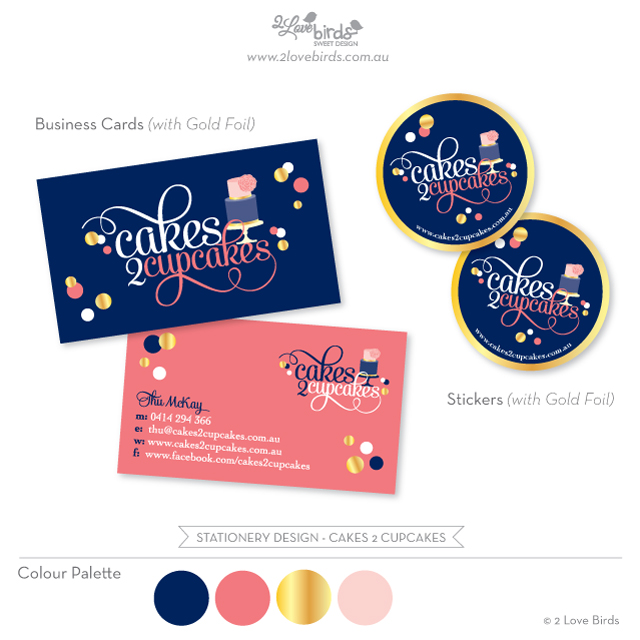 2Lovebirds
SWEET DESIGN
www.2lovebirds.com.au
Business Cards (with Gold Foil)
cakes
2cupcakes
cakes
2cupcakes
www.cakes2cupcakes.com.au
cakes
2cupcakes
www.cakes2cupcakes.com.au
cakes
2cupcakes
Thu McKay
m: 0414 294 366
e: thu@cakes2cupcakes.com.au
w: www.cakes2cupcakes.com.au
f: www.facebook.com/cakes2cupcakes
Stickers (with Gold Foil)
STATIONERY DESIGN - CAKES 2 CUPCAKES
Colour Palette
© 2 Love Birds